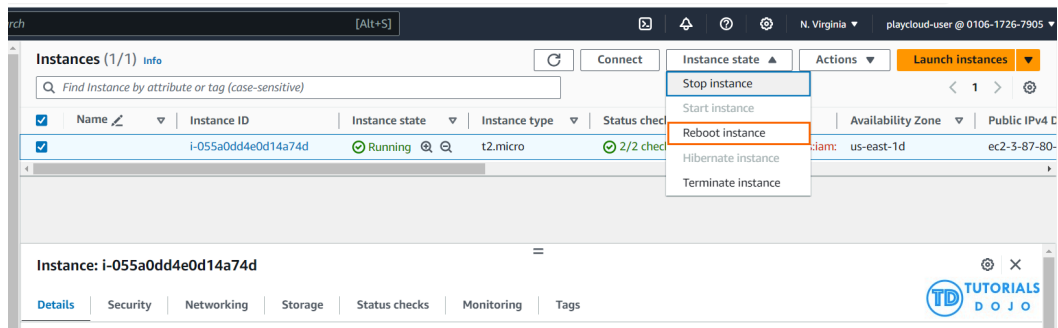 rch [Alt+S] N. Virginia ▼ playcloud-user @ 0106-1726-7905 ▼
Instances (1/1) Info Connect Instance state ▲ Actions ▼ Launch instances ▼
Find Instance by attribute or tag (case-sensitive) Stop instance 1
Start instance
Name Instance ID Instance state Instance type Status chec Availability Zone Public IPv4 D
Reboot instance
i-055a0dd4e0d14a74d Running t2.micro 2/2 chec :iam: us-east-1d ec2-3-87-80-
Hibernate instance
Terminate instance
Instance: i-055a0dd4e0d14a74d
Details Security Networking Storage Status checks Monitoring Tags
TD TUTORIALS
DOJO